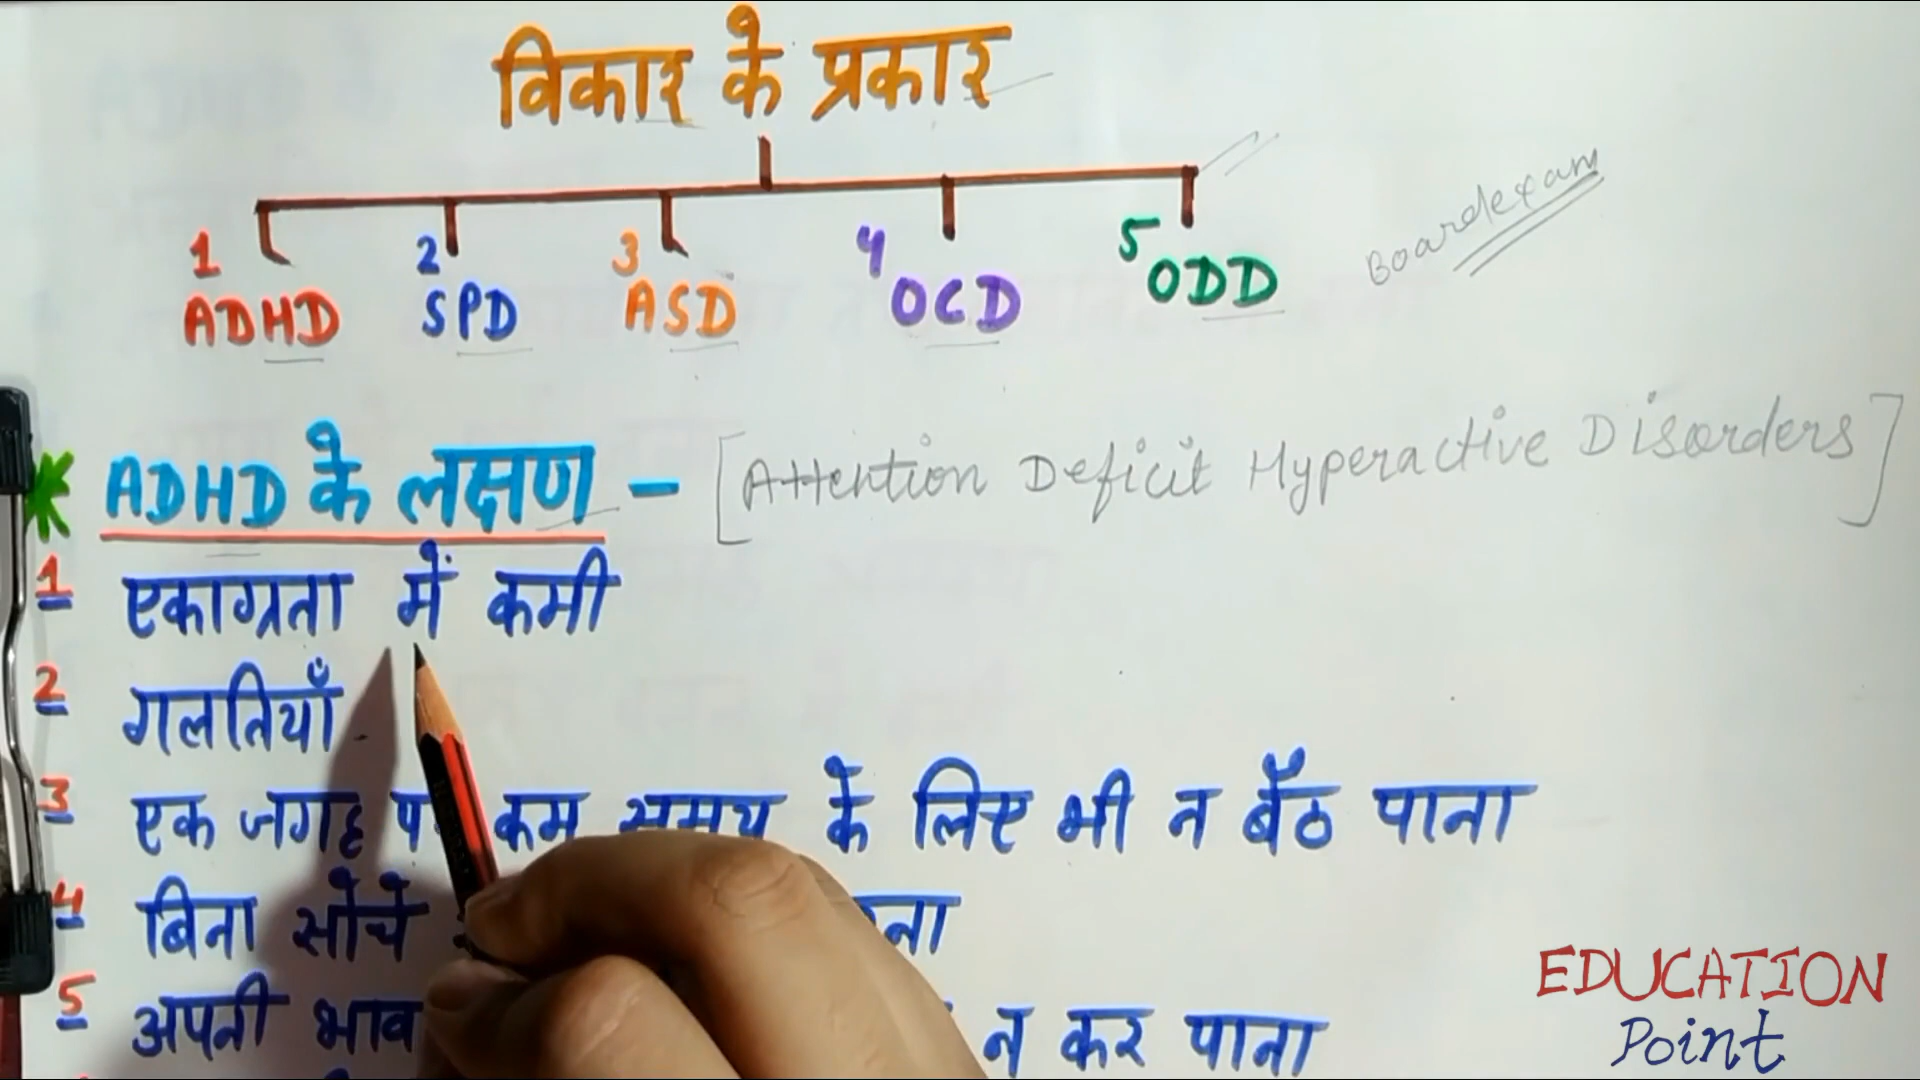 विकार के प्रकार
1 ADHD 2 SPD 3 ASD 4 OCD 5 ODD
Boardexam
ADHD के लक्षण - [Attention Deficit Hyperactive Disorders]
1 एकाग्रता में कमी
2 गलतियाँ
3 एक जगह कम समय के लिए भी न बैठ पाना
4 बिना सोचे
5 अपनी न कर पाना
EDUCATION
Point